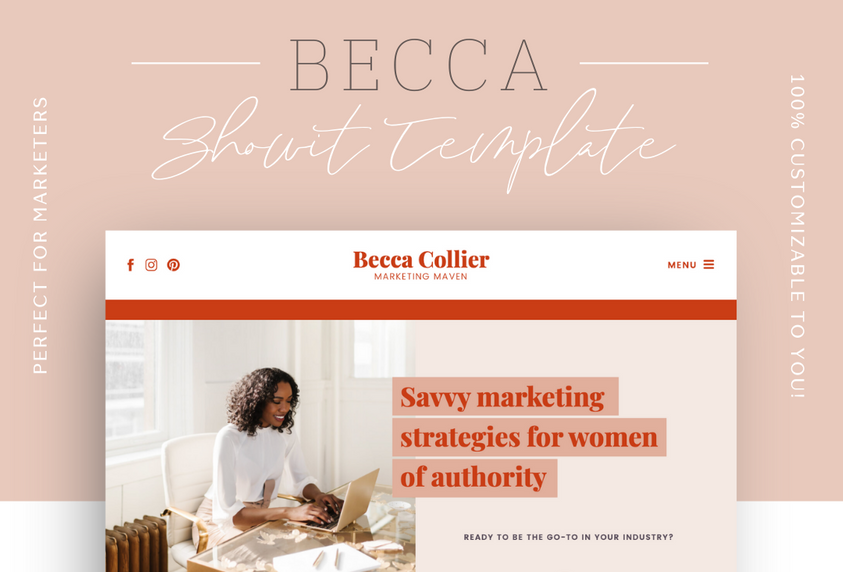 BECCA
Showit Template
PERFECT FOR MARKETERS
100% CUSTOMIZABLE TO YOU!
Becca Collier
MARKETING MAVEN
MENU
Savvy marketing
strategies for women
of authority
READY TO BE THE GO-TO IN YOUR INDUSTRY?